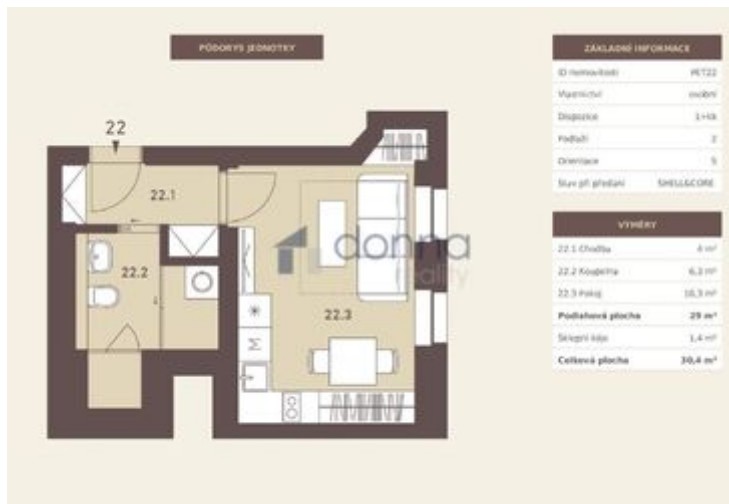 PŮDORYS JEDNOTKY
22
22.1
22.2
22.3
M
donna
reality
ZÁKLADNÍ INFORMACE
ID nemovitosti PET22
Vlastnictví osobní
Dispozice 1+kk
Podlaží 2
Orientace S
Stav při předání SHELL&CORE
VÝMĚRY
22.1 Chodba 4 m²
22.2 Koupelna 6,2 m²
22.3 Pokoj
Podlahová plocha 29 m²
Sklepní kóje 1,4 m²
Celková plocha 30,4 m²